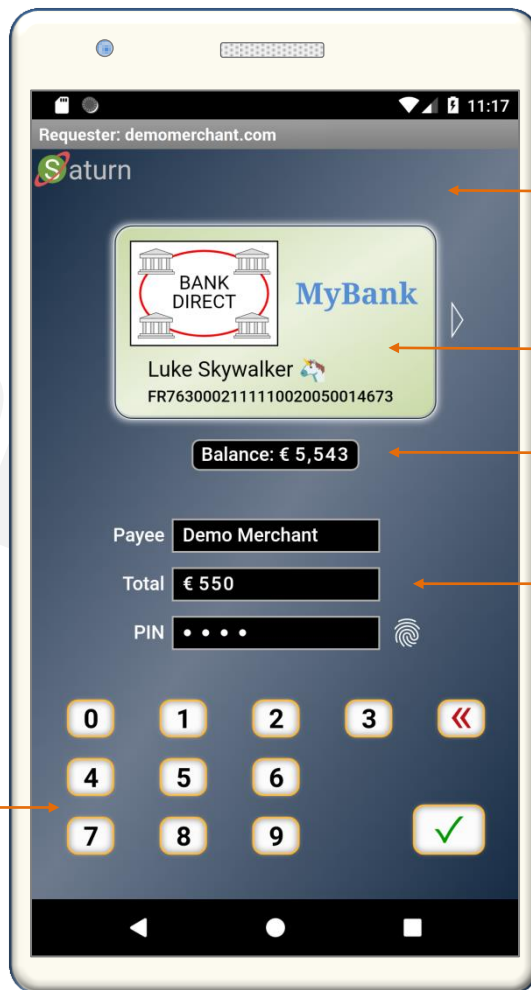 11:17
Requester: demomerchant.com
Saturn
BANK
DIRECT
MyBank
Luke Skywalker 🦄
FR7630002111110020050014673
Balance: € 5,543
Payee Demo Merchant
Total € 550
PIN • • • •
0 1 2 3 «
4 5 6
7 8 9 ✓